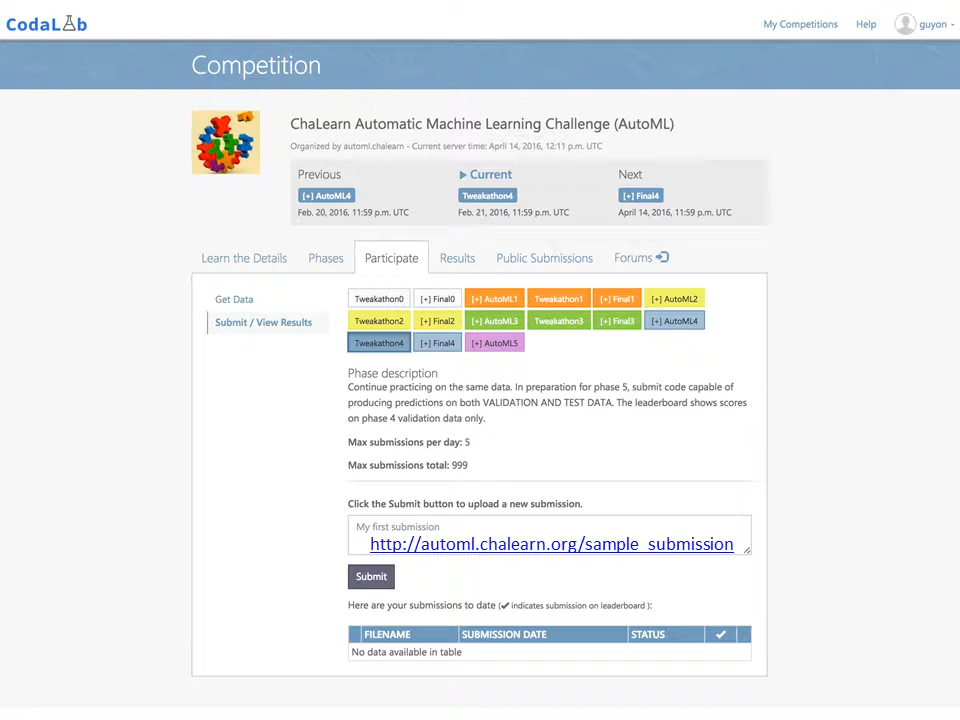 CodaLab
My Competitions Help guyon
Competition
ChaLearn Automatic Machine Learning Challenge (AutoML)
Organized by automl.chalearn - Current server time: April 14, 2016, 12:11 p.m. UTC
Previous Current Next
[+] AutoML4 Tweakathon4 [+] Final4
Feb. 20, 2016, 11:59 p.m. UTC Feb. 21, 2016, 11:59 p.m. UTC April 14, 2016, 11:59 p.m. UTC
Learn the Details Phases Participate Results Public Submissions Forums
Get Data
Submit / View Results
Tweakathon0 [+] Final0 [+] AutoML1 Tweakathon1 [+] Final1 [+] AutoML2
Tweakathon2 [+] Final2 [+] AutoML3 Tweakathon3 [+] Final3 [+] AutoML4
Tweakathon4 [+] Final4 [+] AutoML5
Phase description
Continue practicing on the same data. In preparation for phase 5, submit code capable of
producing predictions on both VALIDATION AND TEST DATA. The leaderboard shows scores
on phase 4 validation data only.
Max submissions per day: 5
Max submissions total: 999
Click the Submit button to upload a new submission.
My first submission
http://automl.chalearn.org/sample_submission
Submit
Here are your submissions to date (✔ indicates submission on leaderboard ):
FILENAME SUBMISSION DATE STATUS ✔
No data available in table